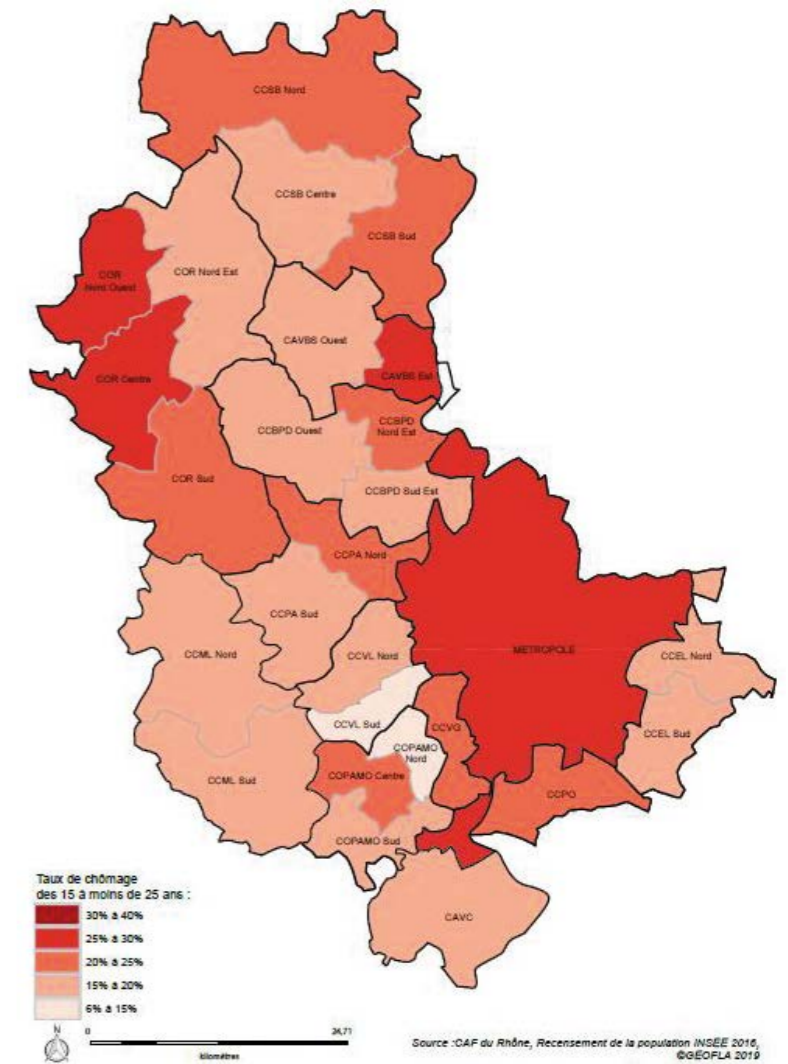 CCSB Nord
CCSB Centre
CCSB Sud
COR
Nord Ouest
COR Nord Est
CAVBS Ouest
COR Centre
CAVBS Est
CCBPD
Nord Est
CCBPD Ouest
COR Sud
CCBPD Sud Est
CCPA Nord
CCPA Sud
METROPOLE
CCML Nord
CCVL Nord
CCEL Nord
CCVL Sud
CCVG
CCEL Sud
COPAMO
Nord
COPAMO Centre
CCML Sud
CCPO
COPAMO Sud
CAVC
Taux de chômage
des 15 à moins de 25 ans :
30% à 40%
25% à 30%
20% à 25%
15% à 20%
6% à 15%
N
0
24,71
kilomètres
Source :CAF du Rhône, Recensement de la population INSEE 2016,
©GÉOFLA 2019